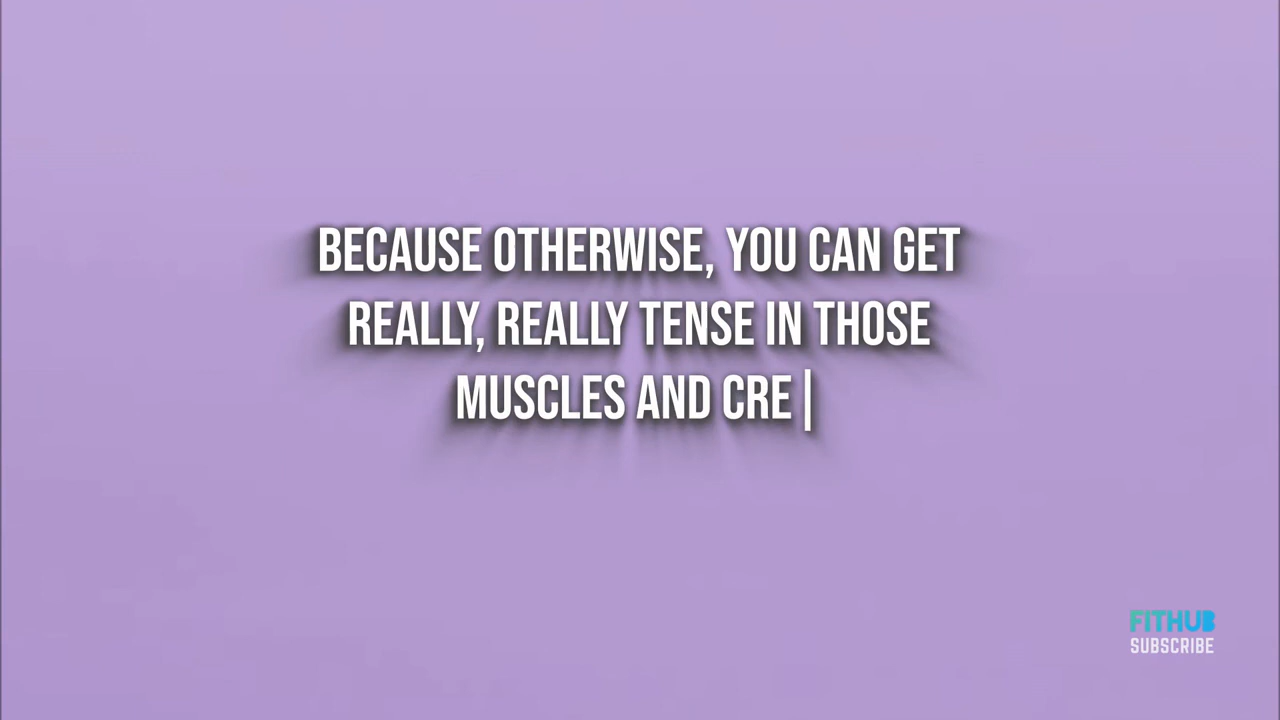 BECAUSE OTHERWISE, YOU CAN GET
REALLY, REALLY TENSE IN THOSE
MUSCLES AND CRE
FITHUB
SUBSCRIBE